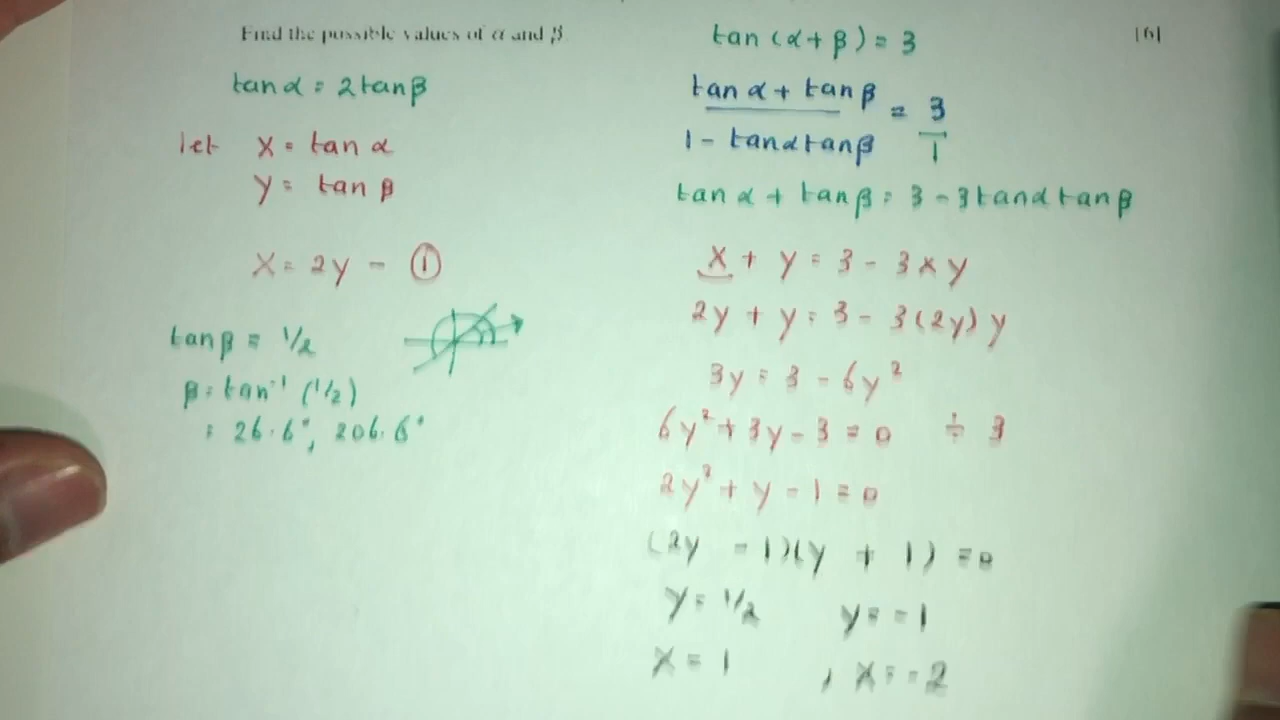 Find the possible values of α and β. [6]
tan α = 2 tan β
let x = tan α
y = tan β
x = 2y - ①
tan β = 1/2
β = tan⁻¹ (1/2)
= 26.6°, 206.6°
tan (α + β) = 3
tan α + tan β / 1 - tan α tan β = 3/1
tan α + tan β = 3 - 3 tan α tan β
x + y = 3 - 3xy
2y + y = 3 - 3(2y) y
3y = 3 - 6y²
6y² + 3y - 3 = 0 ÷ 3
2y² + y - 1 = 0
(2y - 1)(y + 1) = 0
y = 1/2 y = -1
x = 1 , x = -2